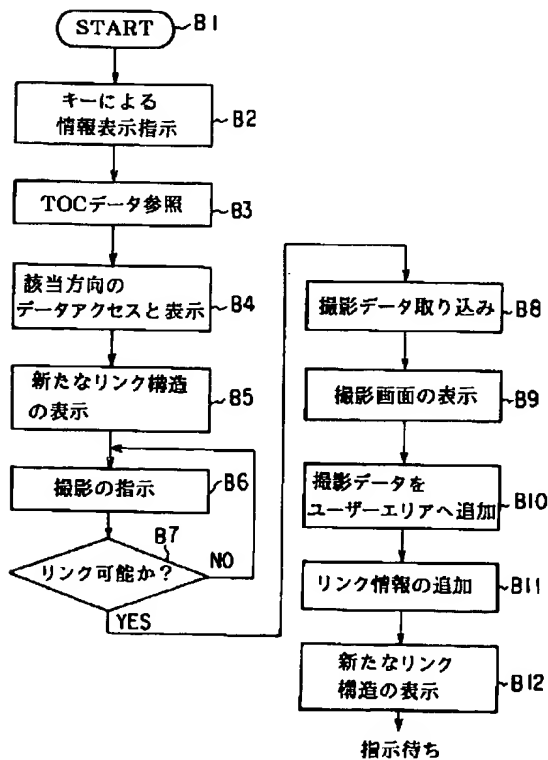 START
B1
キーによる
情報表示指示
B2
TOCデータ参照
B3
該当方向の
データアクセスと表示
B4
新たなリンク構造
の表示
B5
撮影の指示
B6
B7
リンク可能か?
NO
YES
撮影データ取り込み
B8
撮影画面の表示
B9
撮影データを
ユーザーエリアへ追加
B10
リンク情報の追加
B11
新たなリンク
構造の表示
B12
指示待ち